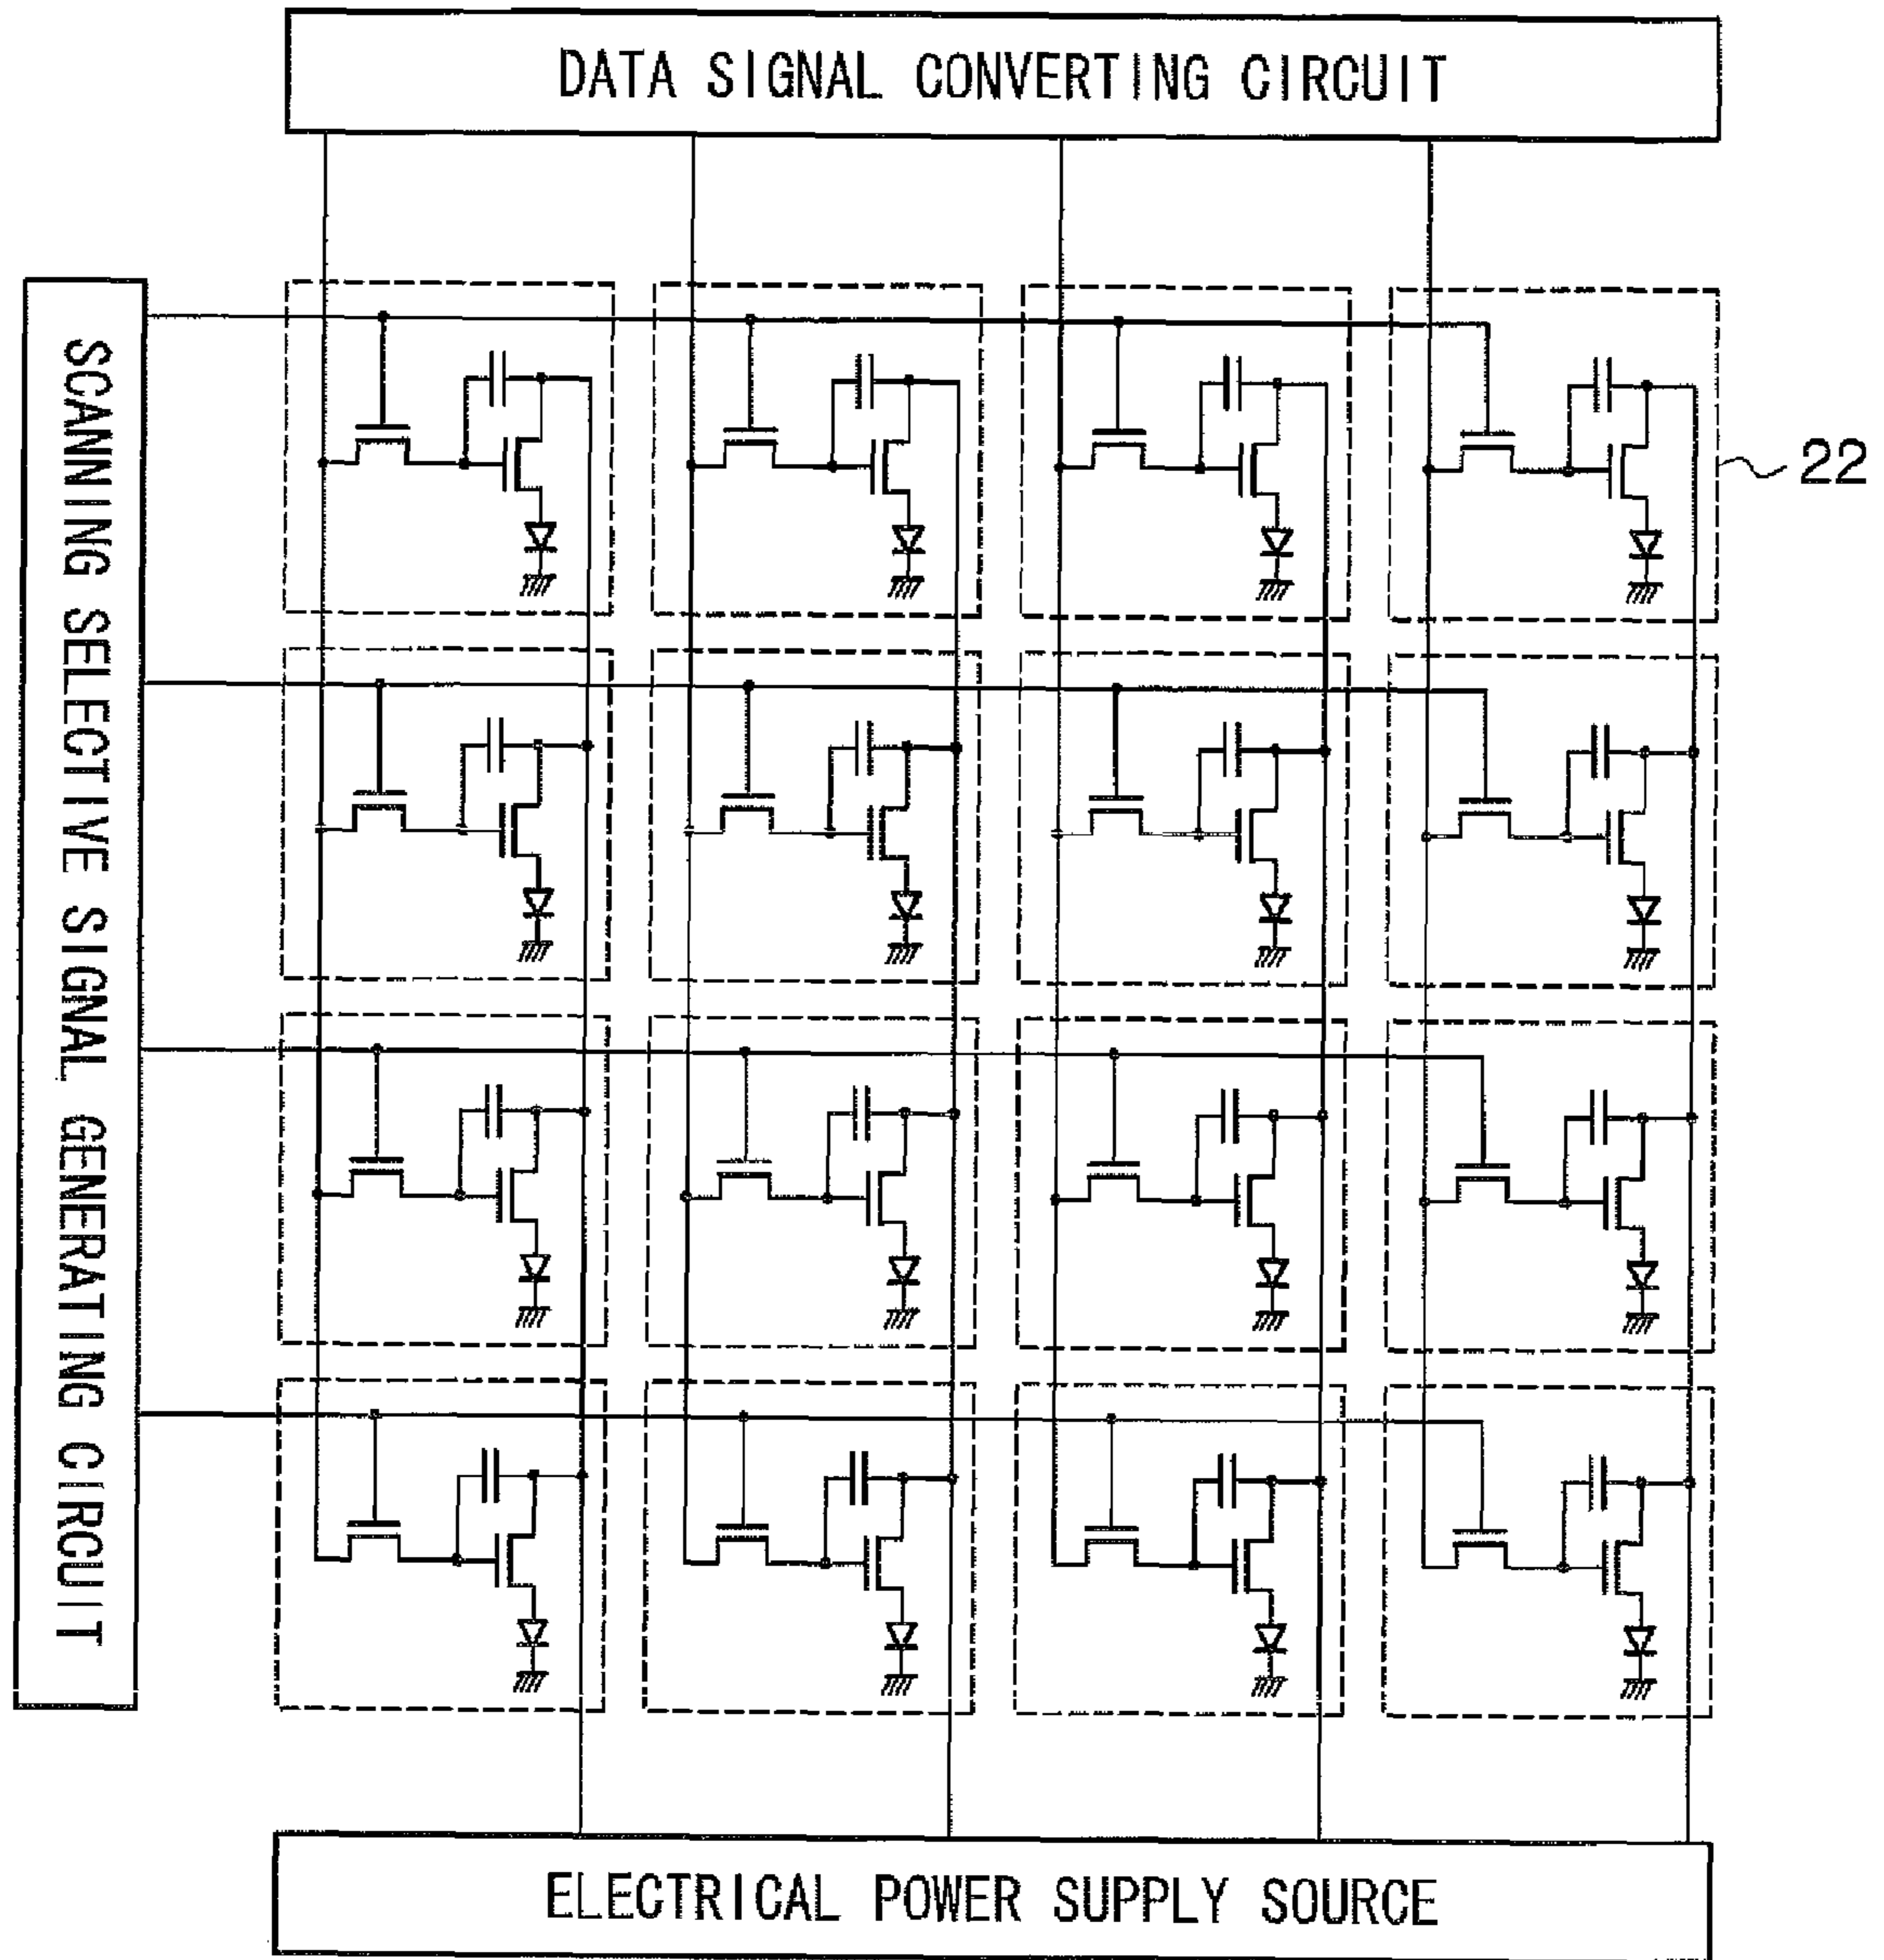 DATA SIGNAL CONVERTING CIRCUIT
SCANNING SELECTIVE SIGNAL GENERATING CIRCUIT
22
ELECTRICAL POWER SUPPLY SOURCE